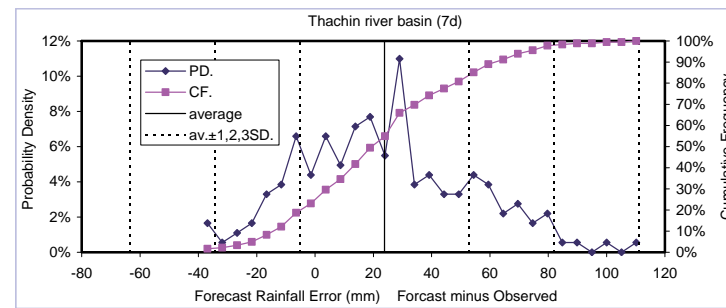 Thachin river basin (7d)
12%
10%
8%
6%
4%
2%
0%
Probability Density
PD.
CF.
average
av.±1,2,3SD.
100%
90%
80%
70%
60%
50%
40%
30%
20%
10%
0%
Cumulative Frequency
-80 -60 -40 -20 0 20 40 60 80 100 120
Forecast Rainfall Error (mm) Forcast minus Observed